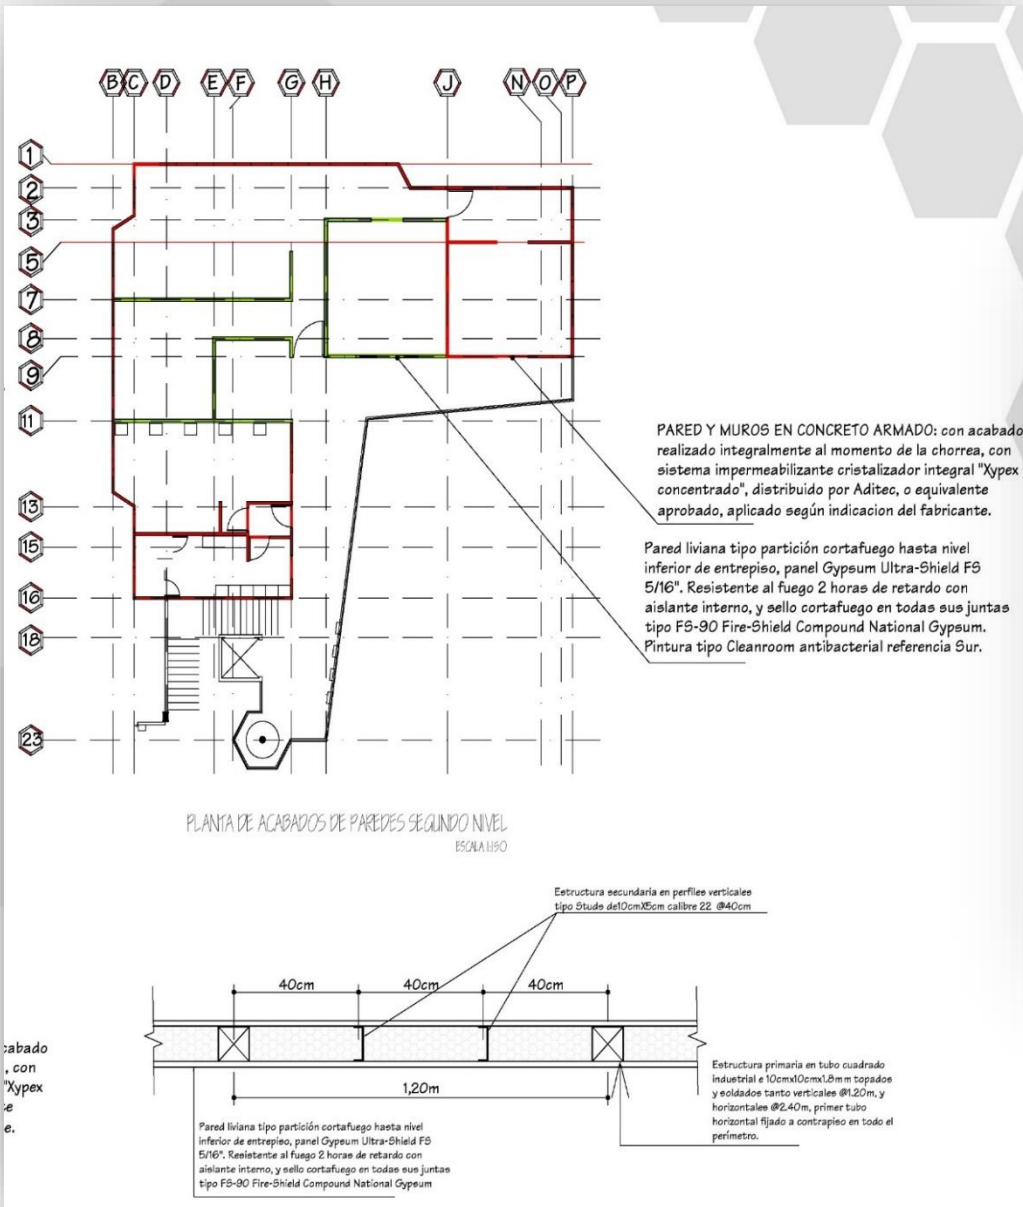 B C D E F G H J N O P
1
2
3
5
7
8
9
11
13
15
16
18
23
PARED Y MUROS EN CONCRETO ARMADO: con acabado
realizado integralmente al momento de la chorrea, con
sistema impermeabilizante cristalizador integral "Xypex
concentrado", distribuido por Aditec, o equivalente
aprobado, aplicado según indicacion del fabricante.
Pared liviana tipo partición cortafuego hasta nivel
inferior de entrepiso, panel Gypsum Ultra-Shield FS
5/16". Resistente al fuego 2 horas de retardo con
aislante interno, y sello cortafuego en todas sus juntas
tipo FS-90 Fire-Shield Compound National Gypsum.
Pintura tipo Cleanroom antibacterial referencia Sur.
PLANTA DE ACABADOS DE PAREDES SEGUNDO NIVEL
ESCALA 1:150
Estructura secundaria en perfiles verticales
tipo Studs de10cmX5cm calibre 22 @40cm
40cm 40cm 40cm
1,20m
cabado
, con
"Xypex
te
e.
Estructura primaria en tubo cuadrado
industrial e 10cmx10cmx1.8mm topados
y soldados tanto verticales @1.20m, y
horizontales @2.40m, primer tubo
horizontal fijado a contrapiso en todo el
perímetro.
Pared liviana tipo partición cortafuego hasta nivel
inferior de entrepiso, panel Gypsum Ultra-Shield FS
5/16". Resistente al fuego 2 horas de retardo con
aislante interno, y sello cortafuego en todas sus juntas
tipo FS-90 Fire-Shield Compound National Gypsum